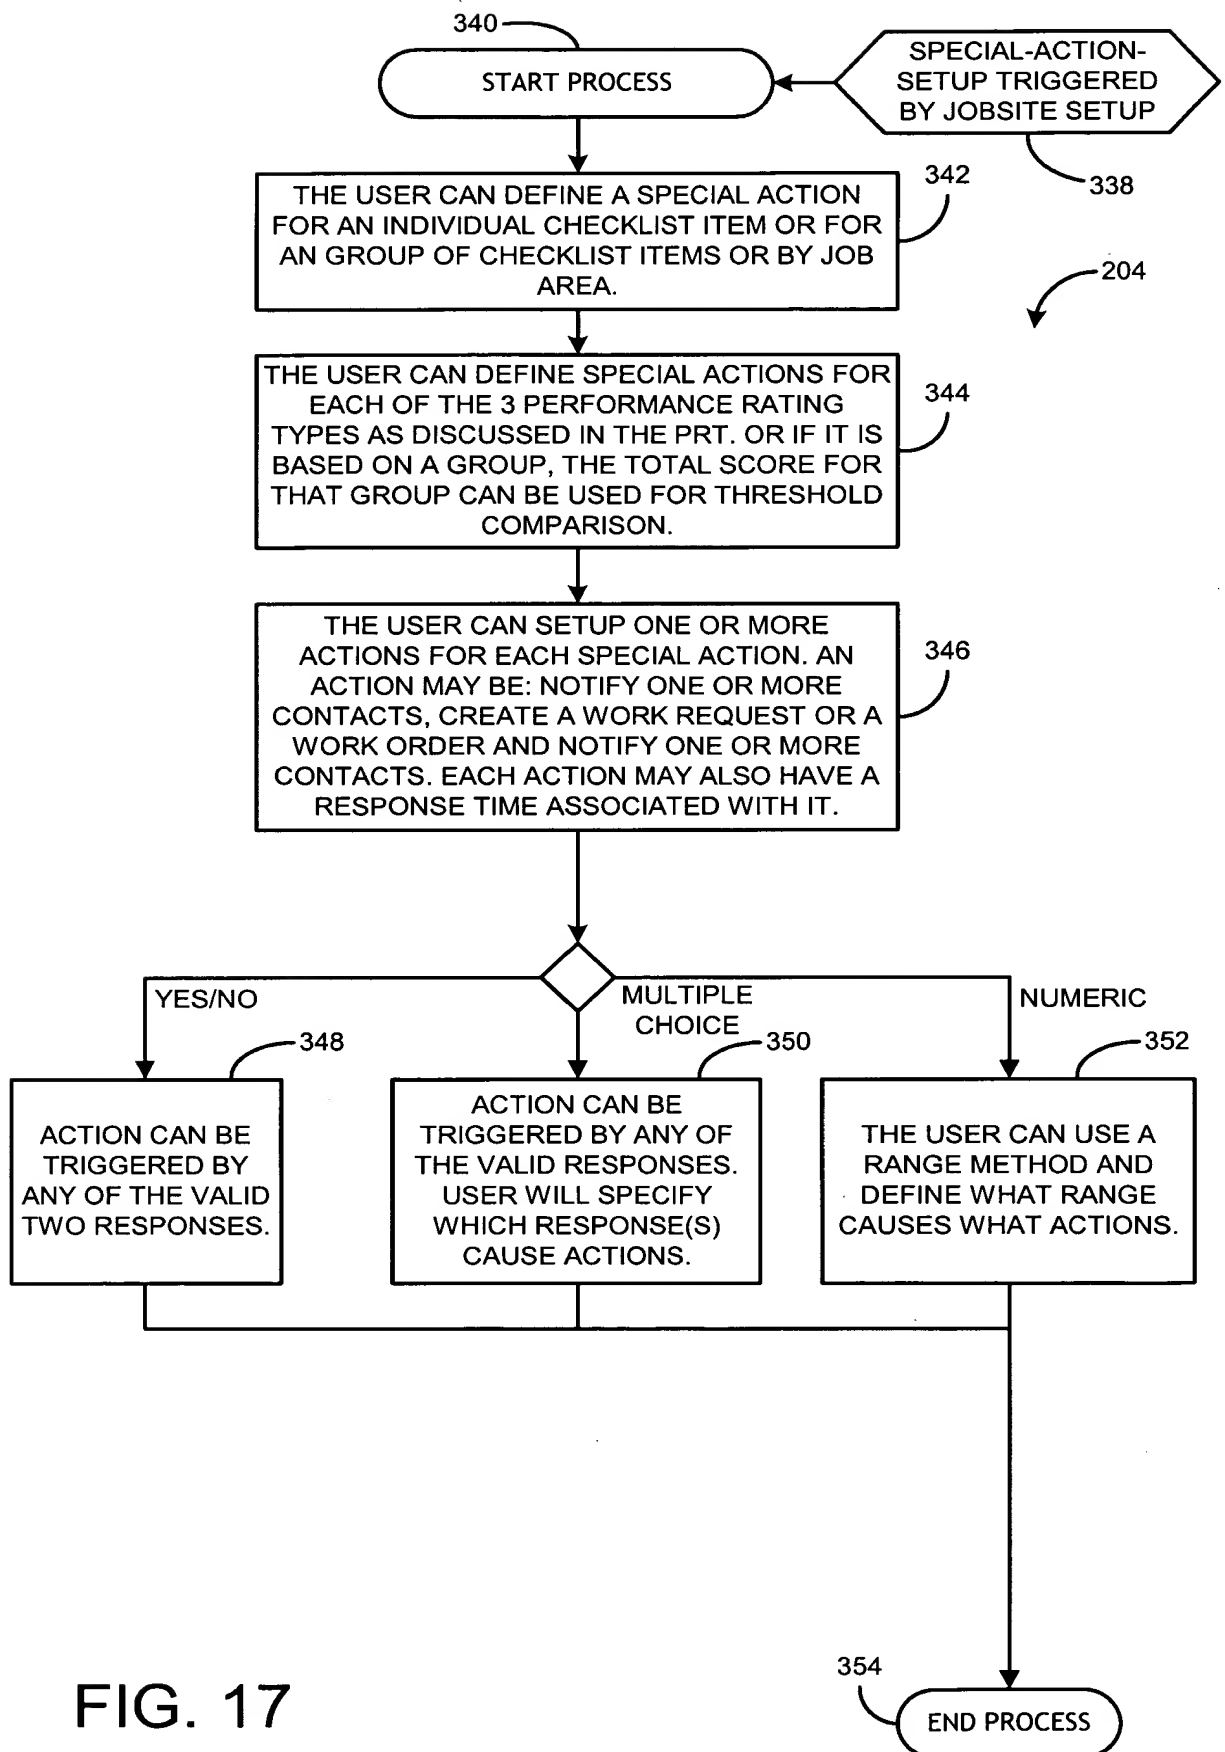 340
START PROCESS
SPECIAL-ACTION-
SETUP TRIGGERED
BY JOBSITE SETUP
338
342
THE USER CAN DEFINE A SPECIAL ACTION
FOR AN INDIVIDUAL CHECKLIST ITEM OR FOR
AN GROUP OF CHECKLIST ITEMS OR BY JOB
AREA.
204
344
THE USER CAN DEFINE SPECIAL ACTIONS FOR
EACH OF THE 3 PERFORMANCE RATING
TYPES AS DISCUSSED IN THE PRT. OR IF IT IS
BASED ON A GROUP, THE TOTAL SCORE FOR
THAT GROUP CAN BE USED FOR THRESHOLD
COMPARISON.
346
THE USER CAN SETUP ONE OR MORE
ACTIONS FOR EACH SPECIAL ACTION. AN
ACTION MAY BE: NOTIFY ONE OR MORE
CONTACTS, CREATE A WORK REQUEST OR A
WORK ORDER AND NOTIFY ONE OR MORE
CONTACTS. EACH ACTION MAY ALSO HAVE A
RESPONSE TIME ASSOCIATED WITH IT.
YES/NO
MULTIPLE
CHOICE
NUMERIC
348
ACTION CAN BE
TRIGGERED BY
ANY OF THE VALID
TWO RESPONSES.
350
ACTION CAN BE
TRIGGERED BY ANY OF
THE VALID RESPONSES.
USER WILL SPECIFY
WHICH RESPONSE(S)
CAUSE ACTIONS.
352
THE USER CAN USE A
RANGE METHOD AND
DEFINE WHAT RANGE
CAUSES WHAT ACTIONS.
354
END PROCESS
FIG. 17